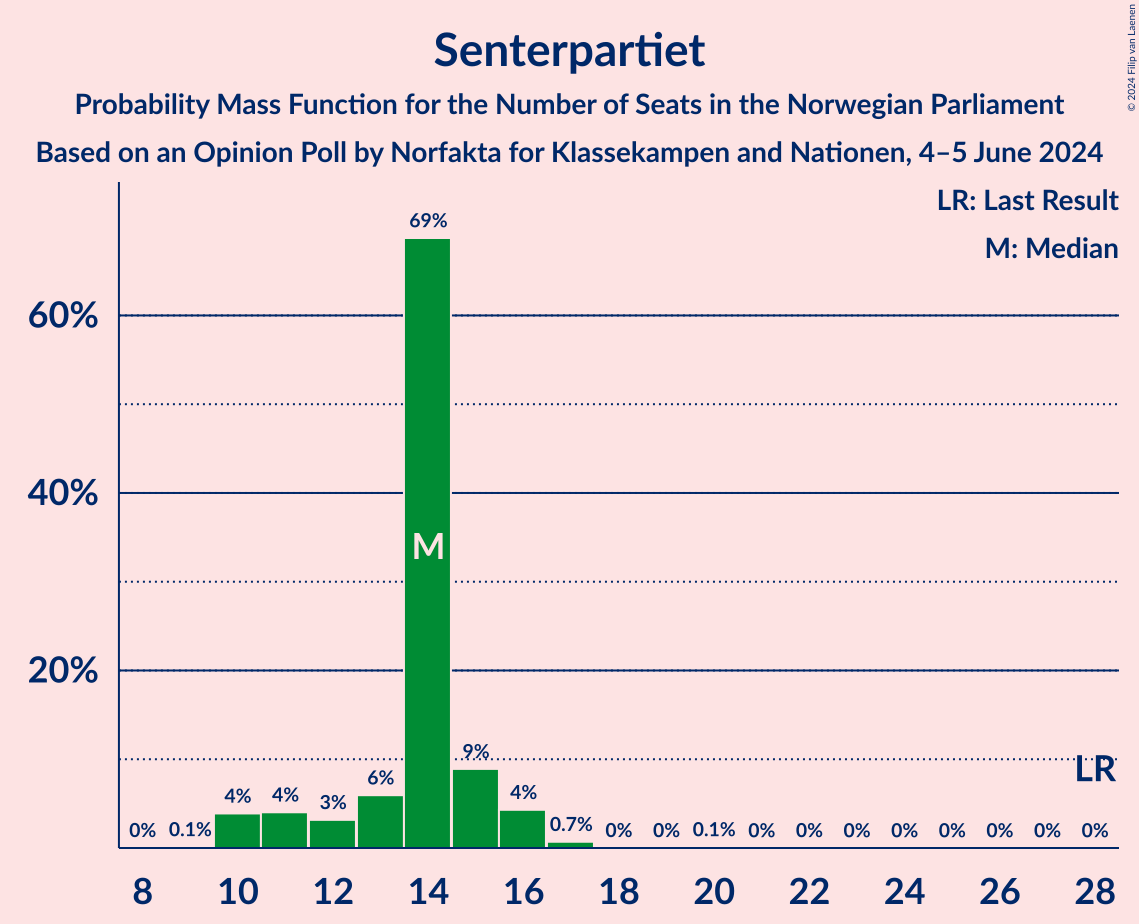 Senterpartiet
Probability Mass Function for the Number of Seats in the Norwegian Parliament
Based on an Opinion Poll by Norfakta for Klassekampen and Nationen, 4–5 June 2024
© 2024 Filip van Laenen
LR: Last Result
M: Median
69%
60%
40%
M
20%
9%
LR
6%
4%
4%
3%
4%
0%
0.1%
0.7%
0%
0%
0.1%
0%
0%
0%
0%
0%
0%
0%
0%
8 10 12 14 16 18 20 22 24 26 28